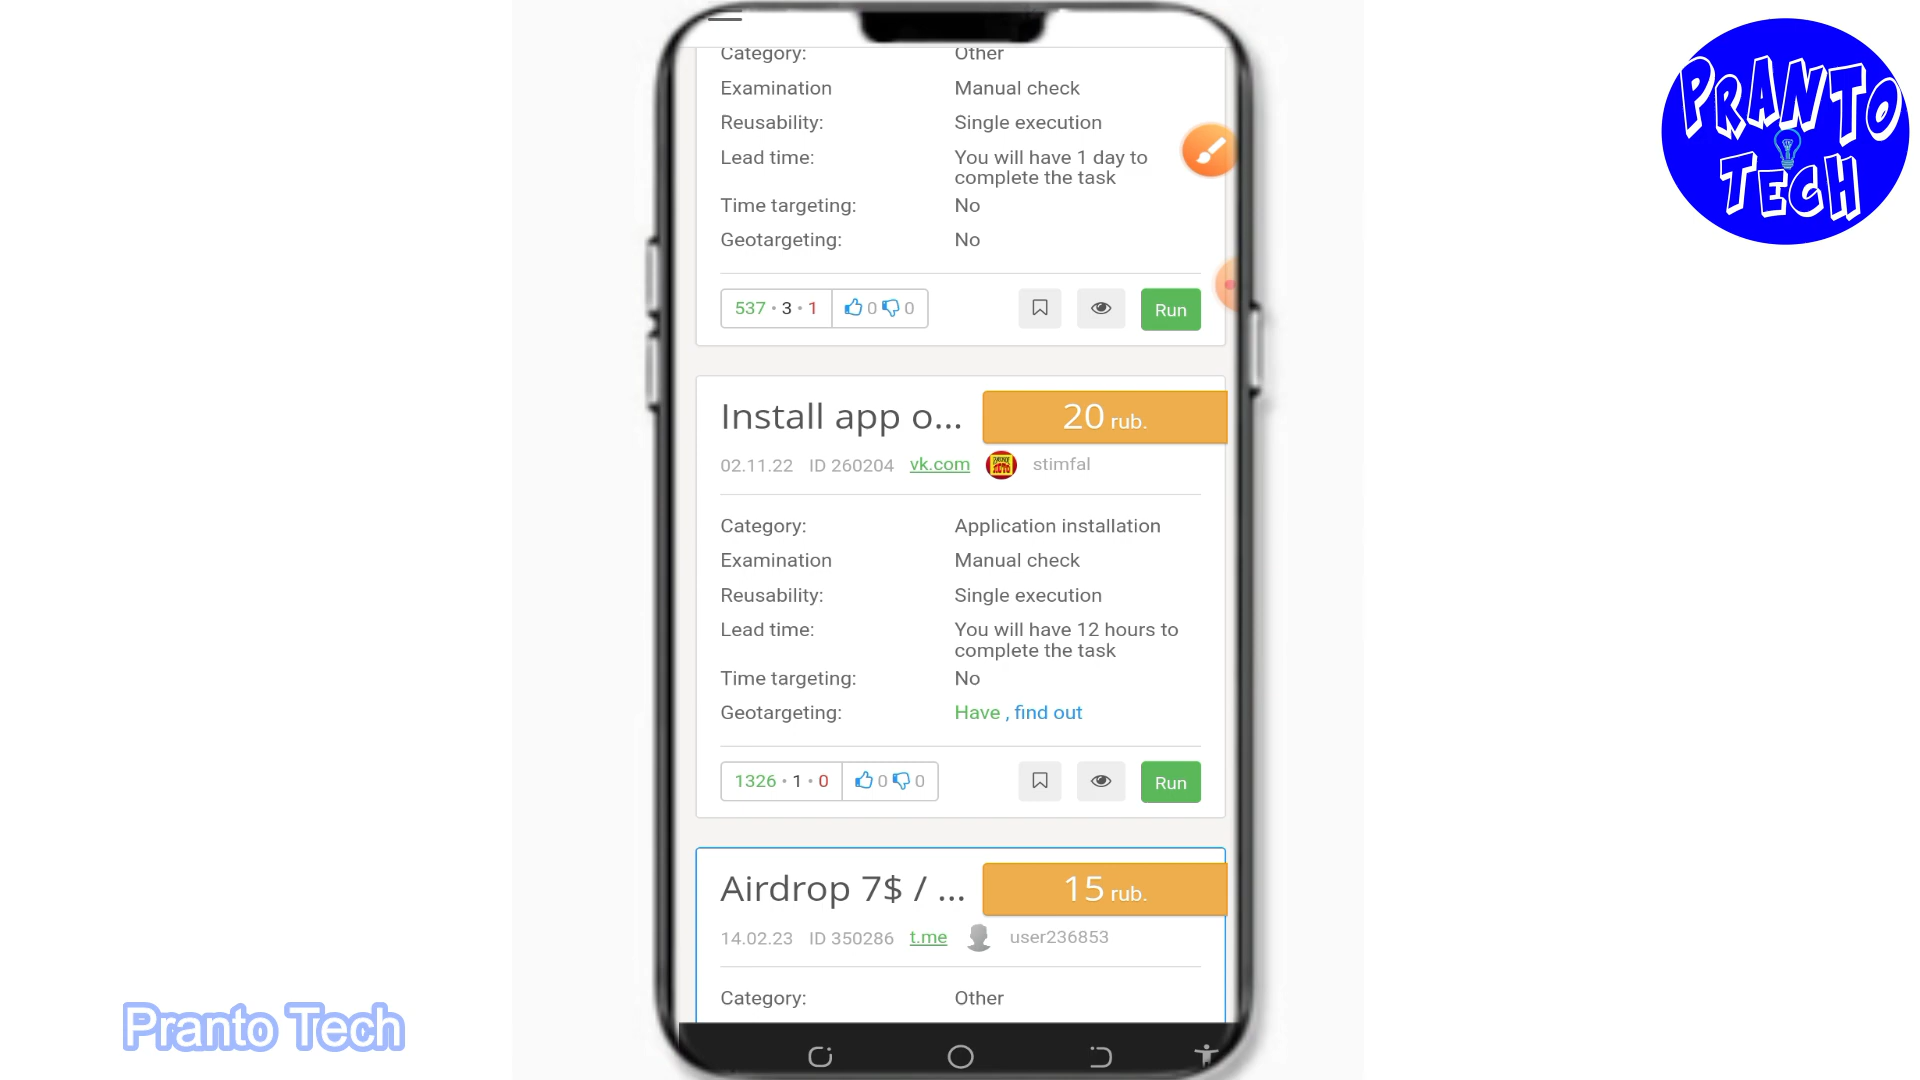 PRANTO
TECH
Category: Other
Examination Manual check
Reusability: Single execution
Lead time: You will have 1 day to
complete the task
Time targeting: No
Geotargeting: No
537 • 3 • 1 0 0 Run
Install app o... 20 rub.
02.11.22 ID 260204 vk.com stimfal
Category: Application installation
Examination Manual check
Reusability: Single execution
Lead time: You will have 12 hours to
complete the task
Time targeting: No
Geotargeting: Have , find out
1326 • 1 • 0 0 0 Run
Airdrop 7$ / ... 15 rub.
14.02.23 ID 350286 t.me user236853
Category: Other
Pranto Tech